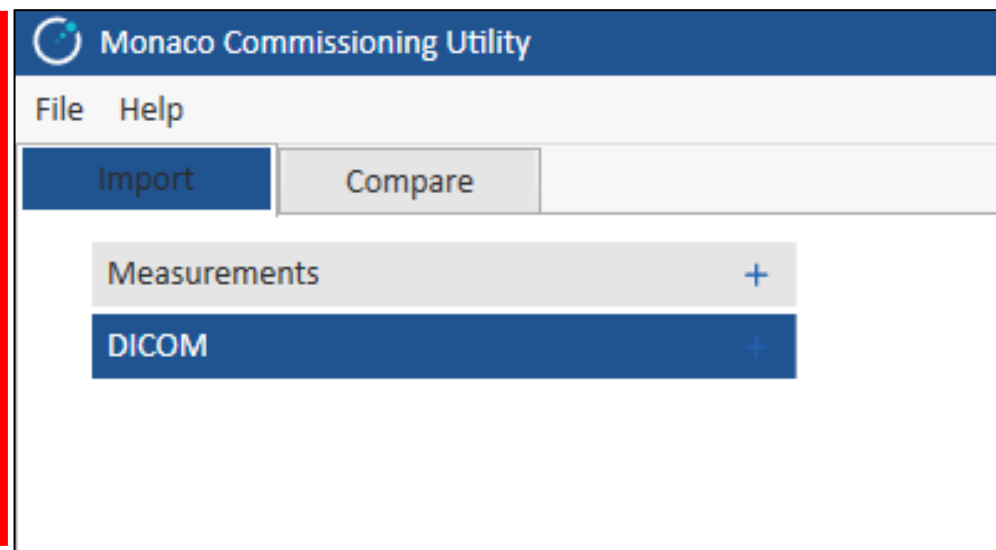 Monaco Commissioning Utility
File Help
Import Compare
Measurements +
DICOM +